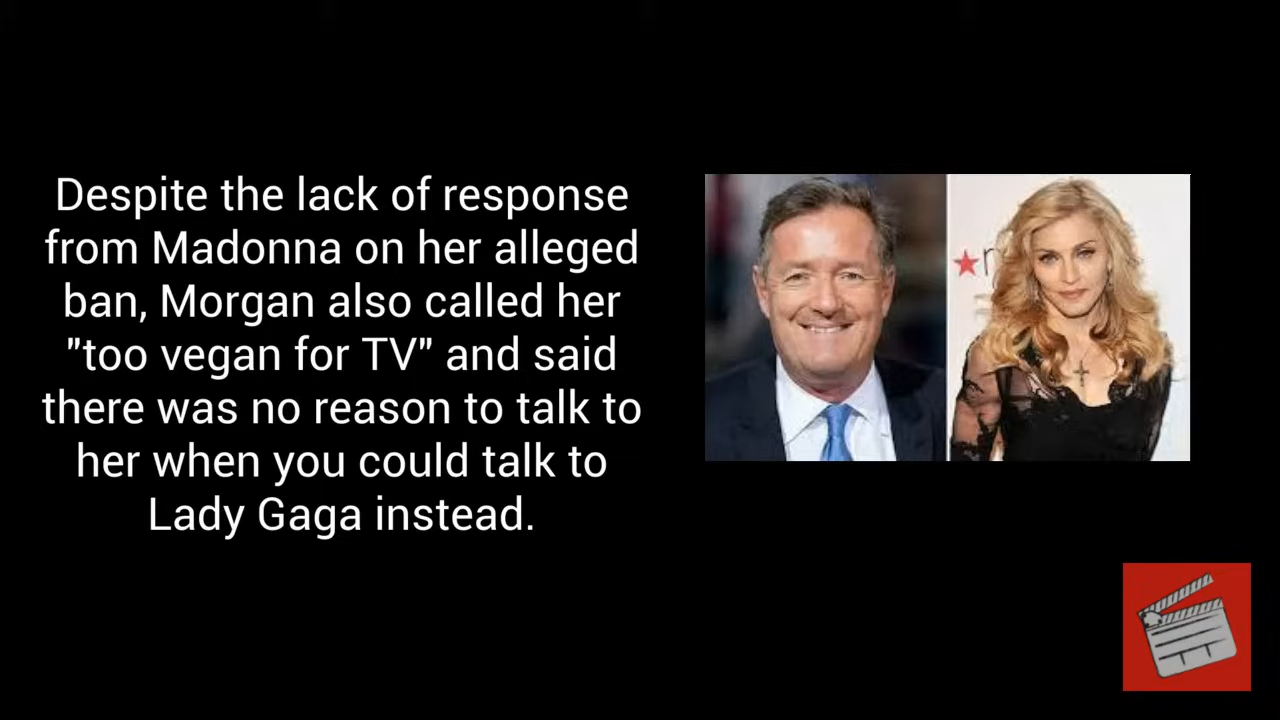 Despite the lack of response
from Madonna on her alleged
ban, Morgan also called her
"too vegan for TV" and said
there was no reason to talk to
her when you could talk to
Lady Gaga instead.